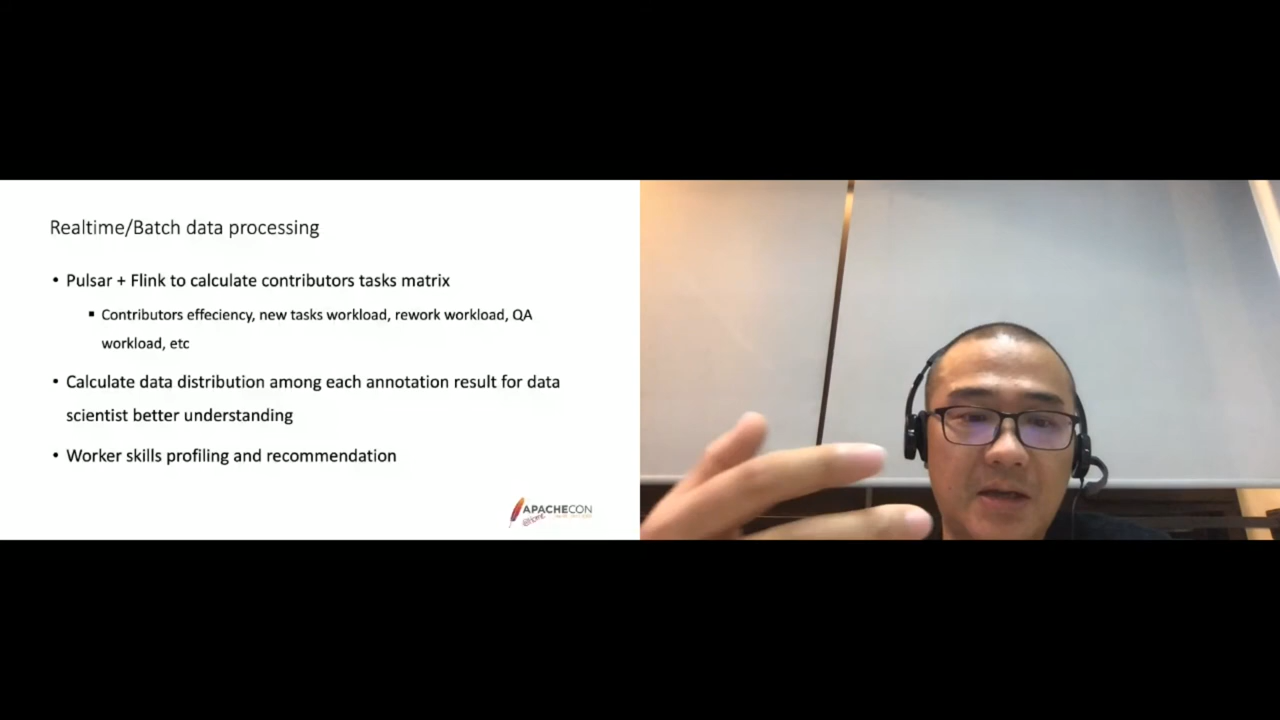 Realtime/Batch data processing
• Pulsar + Flink to calculate contributors tasks matrix
▪ Contributors effeciency, new tasks workload, rework workload, QA
workload, etc
• Calculate data distribution among each annotation result for data
scientist better understanding
• Worker skills profiling and recommendation
APACHECON
@Home